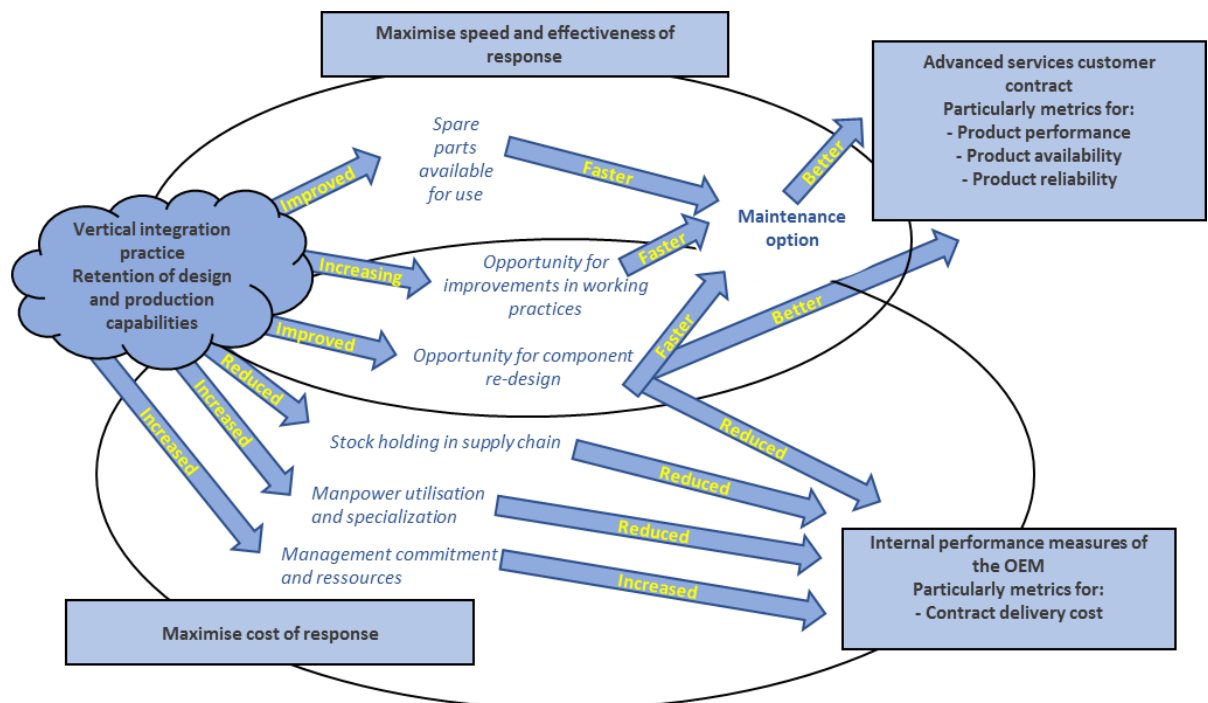 Maximise speed and effectiveness of
response
Advanced services customer
contract
Particularly metrics for:
- Product performance
- Product availability
- Product reliability
Spare
parts
available
for use
Improved
Faster
Better
Maintenance
option
Vertical integration
practice
Retention of design
and production
capabilities
Increasing
Opportunity for
improvements in working
practices
Faster
Improved
Opportunity for component
re-design
Faster
Better
Reduced
Reduced
Stock holding in supply chain
Reduced
Increased
Manpower utilisation
and specialization
Reduced
Increased
Management commitment
and ressources
Increased
Internal performance measures of
the OEM
Particularly metrics for:
- Contract delivery cost
Maximise cost of response